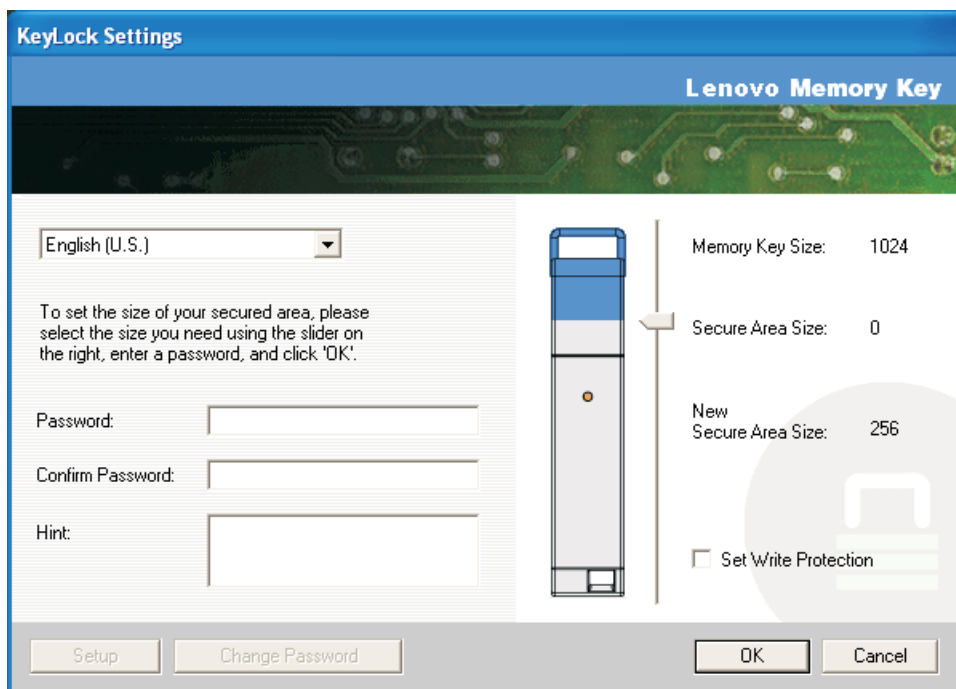 KeyLock Settings
Lenovo Memory Key
English (U.S.)
To set the size of your secured area, please
select the size you need using the slider on
the right, enter a password, and click 'OK'.
Password:
Confirm Password:
Hint:
Memory Key Size: 1024
Secure Area Size: 0
New
Secure Area Size: 256
Set Write Protection
Setup
Change Password
OK
Cancel